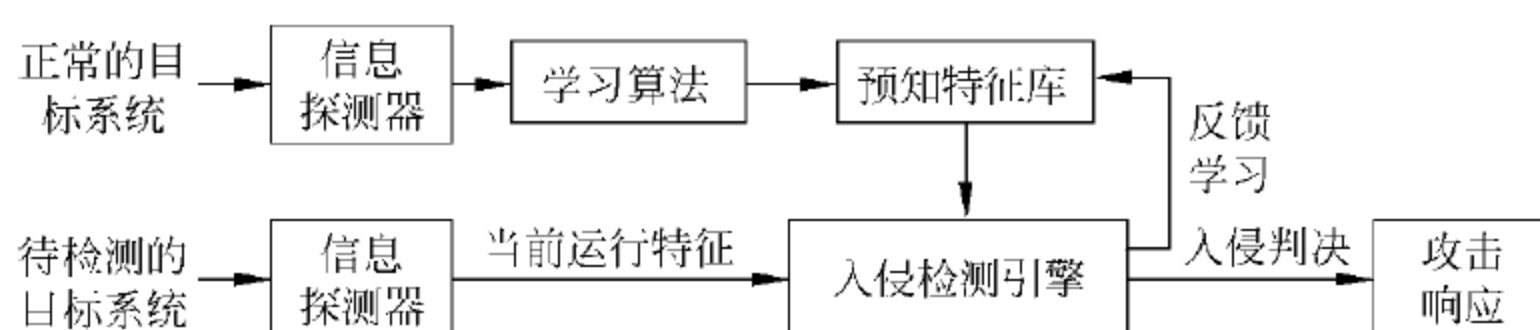 正常的目
标系统
信息
探测器
学习算法
预知特征库
反馈
学习
待检测的
目标系统
信息
探测器
当前运行特征
入侵检测引擎
入侵判决
攻击
响应